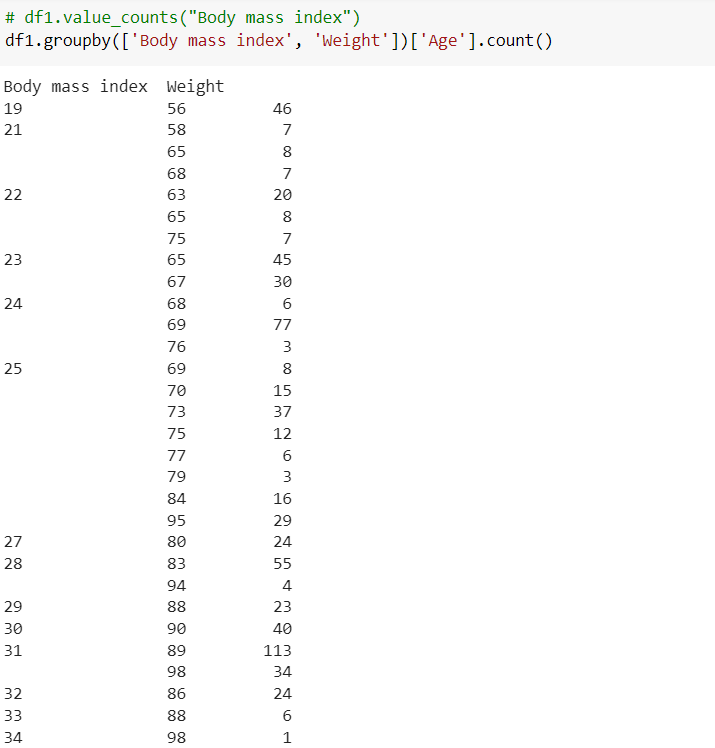 # df1.value_counts("Body mass index")
df1.groupby(['Body mass index', 'Weight'])['Age'].count()
Body mass index  Weight
19               56         46
21               58          7
                 65          8
                 68          7
22               63         20
                 65          8
                 75          7
23               65         45
                 67         30
24               68          6
                 69         77
                 76          3
25               69          8
                 70         15
                 73         37
                 75         12
                 77          6
                 79          3
                 84         16
                 95         29
27               80         24
28               83         55
                 94          4
29               88         23
30               90         40
31               89        113
                 98         34
32               86         24
33               88          6
34               98          1